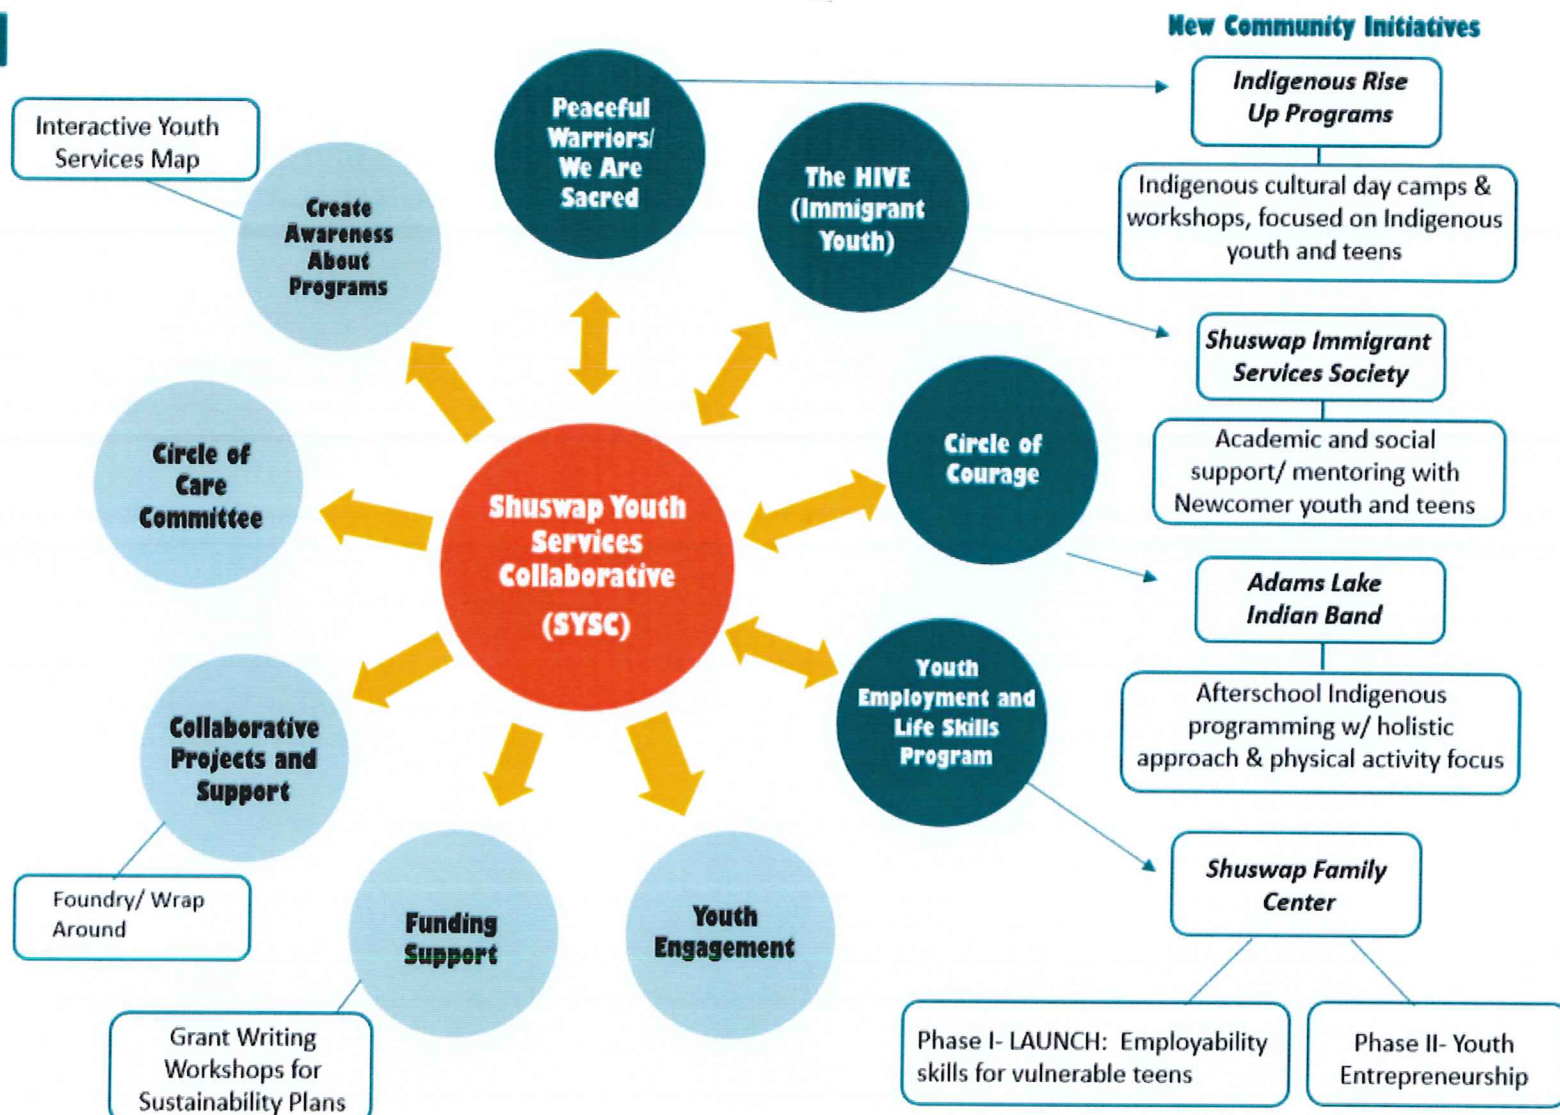 New Community Initiatives
Interactive Youth
Services Map
Create
Awareness
About
Programs
Peaceful
Warriors/
We Are
Sacred
The HIVE
(Immigrant
Youth)
Indigenous Rise
Up Programs
Indigenous cultural day camps &
workshops, focused on Indigenous
youth and teens
Shuswap Immigrant
Services Society
Academic and social
support/ mentoring with
Newcomer youth and teens
Circle of
Care
Committee
Shuswap Youth
Services
Collaborative
(SYSC)
Circle of
Courage
Adams Lake
Indian Band
Afterschool Indigenous
programming w/ holistic
approach & physical activity focus
Collaborative
Projects and
Support
Youth
Employment and
Life Skills
Program
Foundry/ Wrap
Around
Funding
Support
Youth
Engagement
Shuswap Family
Center
Grant Writing
Workshops for
Sustainability Plans
Phase I- LAUNCH:  Employability
skills for vulnerable teens
Phase II- Youth
Entrepreneurship